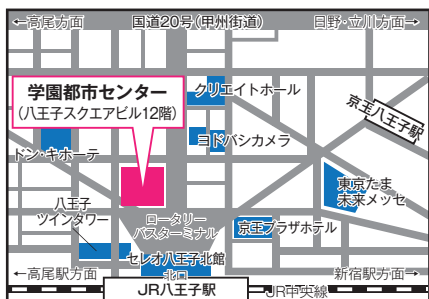 ←高尾方面
国道20号(甲州街道)
日野・立川方面→
学園都市センター
(八王子スクエアビル12階)
クリエイトホール
京王八王子駅
ヨドバシカメラ
ドン・キホーテ
八王子
ツインタワー
東京たま
未来メッセ
ロータリー
バスターミナル
京王プラザホテル
セレオ八王子北館
←高尾駅方面
北口
新宿駅方面→
JR八王子駅
JR中央線